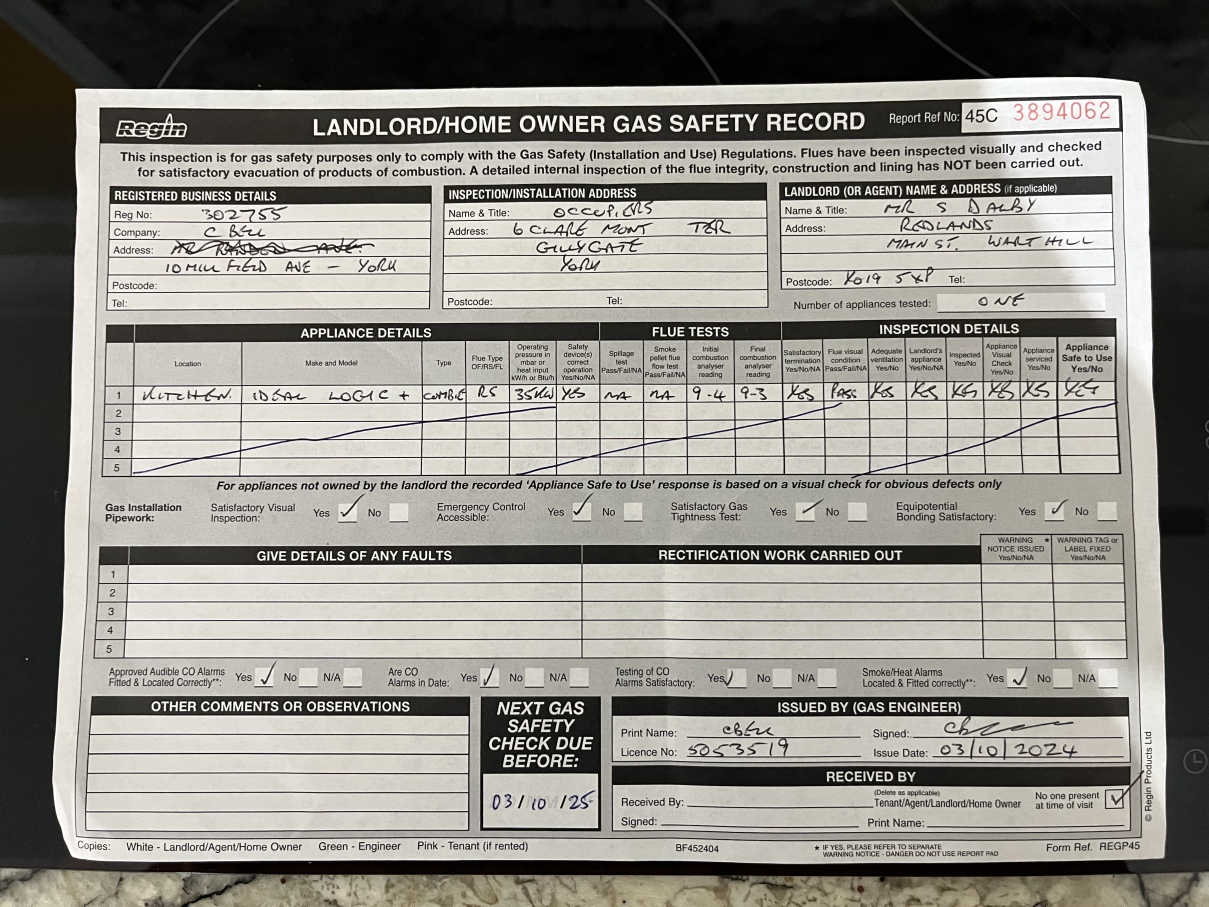 Regin
LANDLORD/HOME OWNER GAS SAFETY RECORD
Report Ref No: 45C 3894062
This inspection is for gas safety purposes only to comply with the Gas Safety (Installation and Use) Regulations. Flues have been inspected visually and checked
for satisfactory evacuation of products of combustion. A detailed internal inspection of the flue integrity, construction and lining has NOT been carried out.
REGISTERED BUSINESS DETAILS
Reg No: 302755
Company: C BELL
Address:
10 MILL FIELD AVE - YORK
Postcode:
Tel:
INSPECTION/INSTALLATION ADDRESS
Name & Title: OCCUPIERS
Address: 6 CLARE MONT TER
GILLYGATE
YORK
Postcode: Tel:
LANDLORD (OR AGENT) NAME & ADDRESS (if applicable)
Name & Title: MR S DALBY
Address: REDLANDS
MAIN ST. WARTHILL
Postcode: YO19 5XP Tel:
Number of appliances tested: ONE
APPLIANCE DETAILS FLUE TESTS INSPECTION DETAILS
Location
Make and Model
Type
Flue Type OF/RS/FL
Operating pressure in mbar or heat input kW/h or Btu/h
Safety device(s) correct operation Yes/No/NA
Spillage test Pass/Fail/NA
Smoke pellet flue flow test Pass/Fail/NA
Initial combustion analyser reading
Final combustion analyser reading
Satisfactory termination Yes/No/NA
Flue visual condition Pass/Fail/NA
Adequate ventilation Yes/No/NA
Landlord's appliance Yes/No/NA
Inspected Yes/No
Appliance Visual Check Yes/No
Appliance serviced Yes/No
Appliance Safe to Use Yes/No
1 KITCHEN. IDEAL LOGIC + COMBIE RS 35KW YES NA NA 9-4 9-3 YES PASS YES YES YES YES YES YES
2
3
4
5
For appliances not owned by the landlord the recorded 'Appliance Safe to Use' response is based on a visual check for obvious defects only
Gas Installation Pipework: Satisfactory Visual Inspection: Yes ✓ No Emergency Control Accessible: Yes ✓ No Satisfactory Gas Tightness Test: Yes ✓ No Equipotential Bonding Satisfactory: Yes ✓ No
GIVE DETAILS OF ANY FAULTS RECTIFICATION WORK CARRIED OUT
WARNING * NOTICE ISSUED Yes/No/NA
WARNING TAG or LABEL FIXED Yes/No/NA
1
2
3
4
5
Approved Audible CO Alarms Fitted & Located Correctly**: Yes ✓ No N/A Are CO Alarms in Date: Yes ✓ No N/A Testing of CO Alarms Satisfactory: Yes ✓ No N/A Smoke/Heat Alarms Located & Fitted correctly**: Yes ✓ No N/A
OTHER COMMENTS OR OBSERVATIONS
NEXT GAS
SAFETY
CHECK DUE
BEFORE:
03/10/25
ISSUED BY (GAS ENGINEER)
Print Name: CBELL Signed: CBell
Licence No: 5053519 Issue Date: 03/10/2024
RECEIVED BY
Received By: (Delete as applicable) Tenant/Agent/Landlord/Home Owner No one present at time of visit ✓
Signed: Print Name:
© Regin Products Ltd
Copies: White - Landlord/Agent/Home Owner Green - Engineer Pink - Tenant (if rented) BF452404
* IF YES, PLEASE REFER TO SEPARATE
WARNING NOTICE - DANGER DO NOT USE REPORT PAD
Form Ref. REGP45